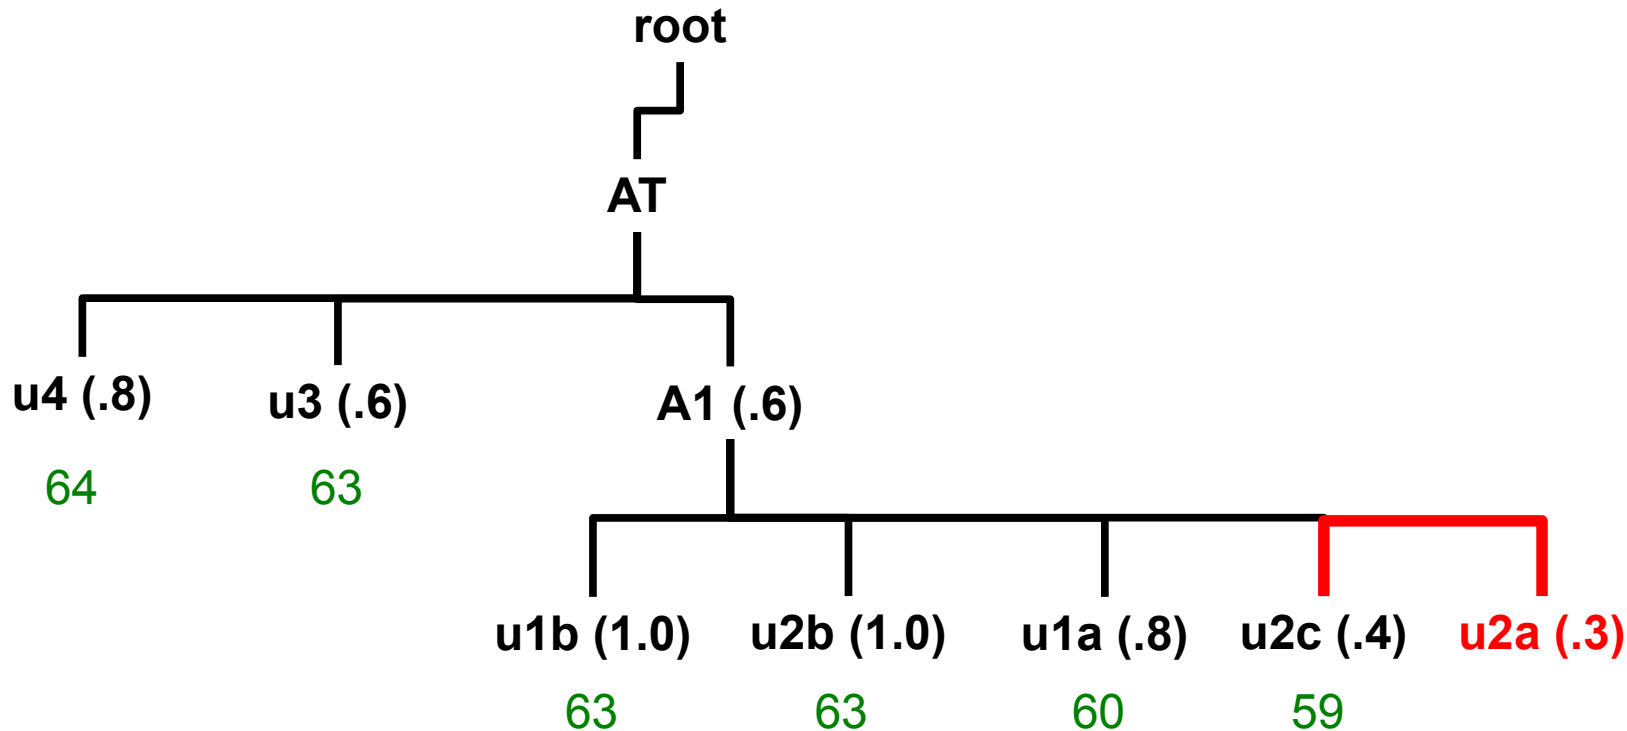 root
AT
u4 (.8) u3 (.6) A1 (.6)
64 63
u1b (1.0) u2b (1.0) u1a (.8) u2c (.4) u2a (.3)
63 63 60 59